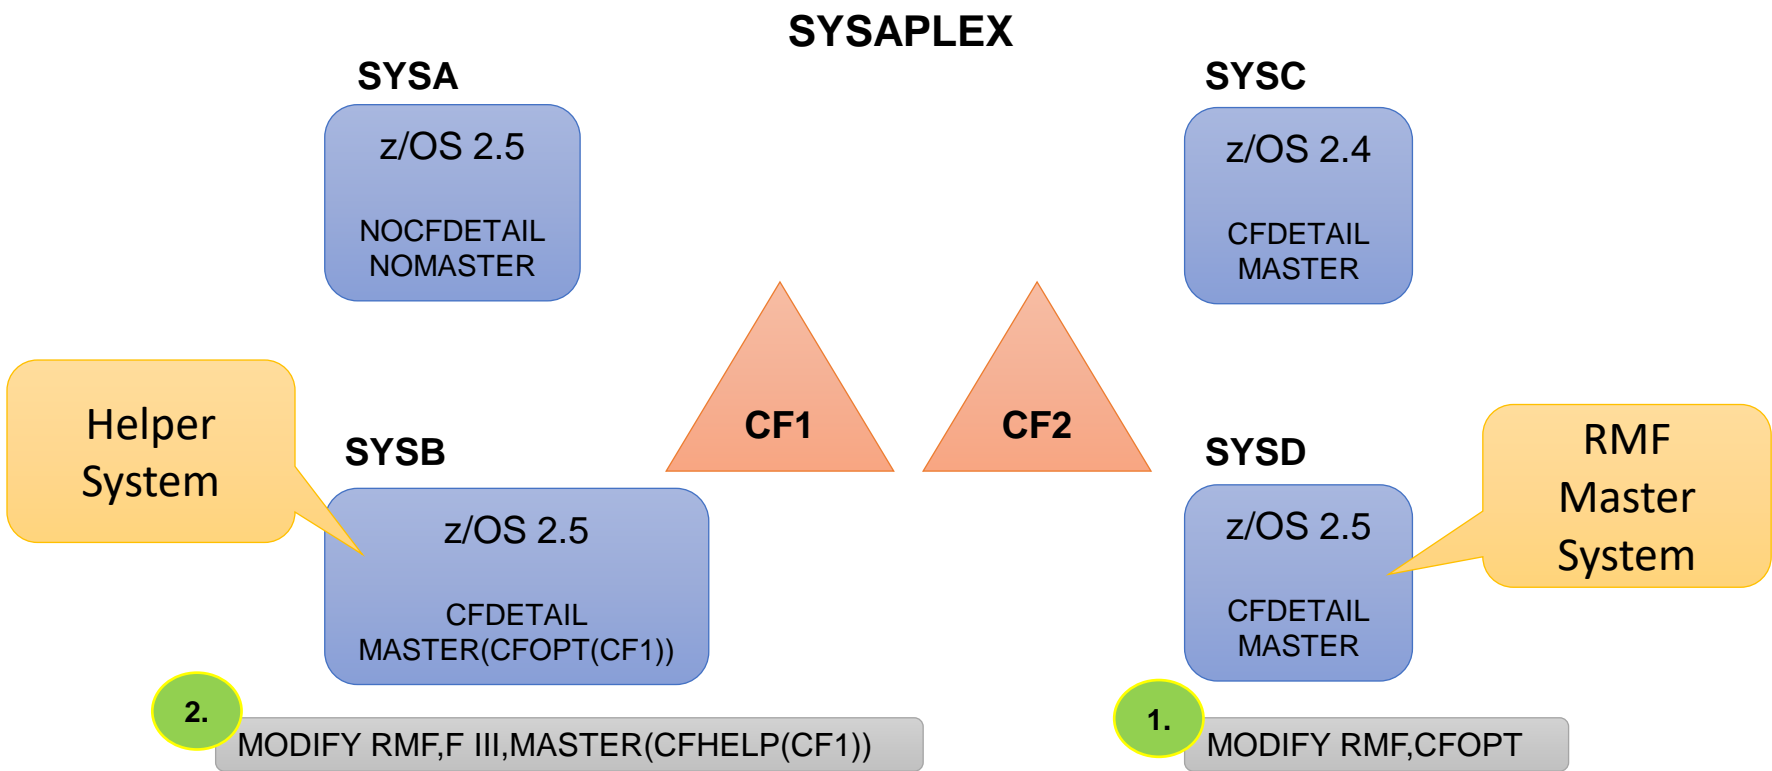 SYSAPLEX
SYSA
z/OS 2.5
NOCFDETAIL
NOMASTER
SYSC
z/OS 2.4
CFDETAIL
MASTER
CF1
CF2
Helper
System
SYSB
z/OS 2.5
CFDETAIL
MASTER(CFOPT(CF1))
SYSD
z/OS 2.5
CFDETAIL
MASTER
RMF
Master
System
2.
MODIFY RMF,F III,MASTER(CFHELP(CF1))
1.
MODIFY RMF,CFOPT